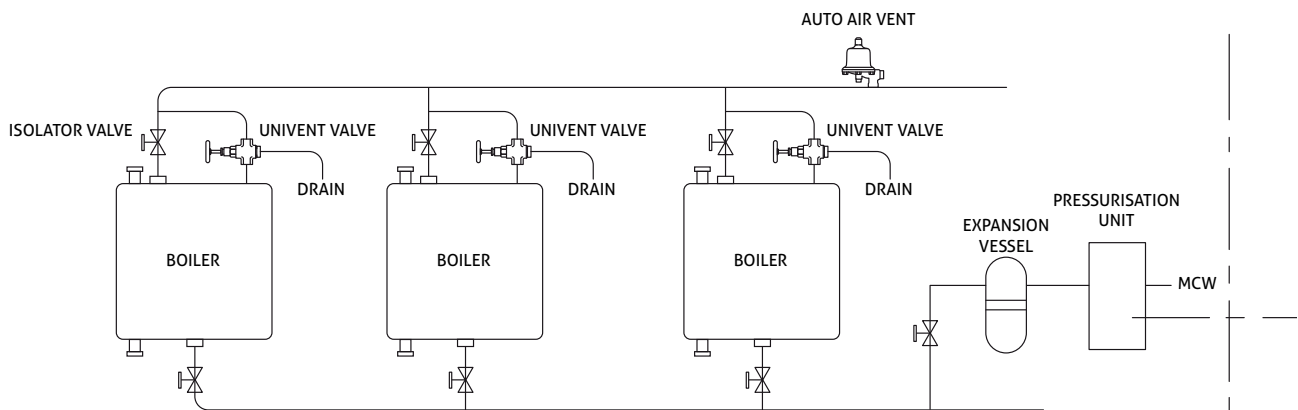 AUTO AIR VENT
ISOLATOR VALVE
UNIVENT VALVE
UNIVENT VALVE
UNIVENT VALVE
DRAIN
DRAIN
DRAIN
PRESSURISATION
UNIT
EXPANSION
VESSEL
BOILER
BOILER
BOILER
MCW